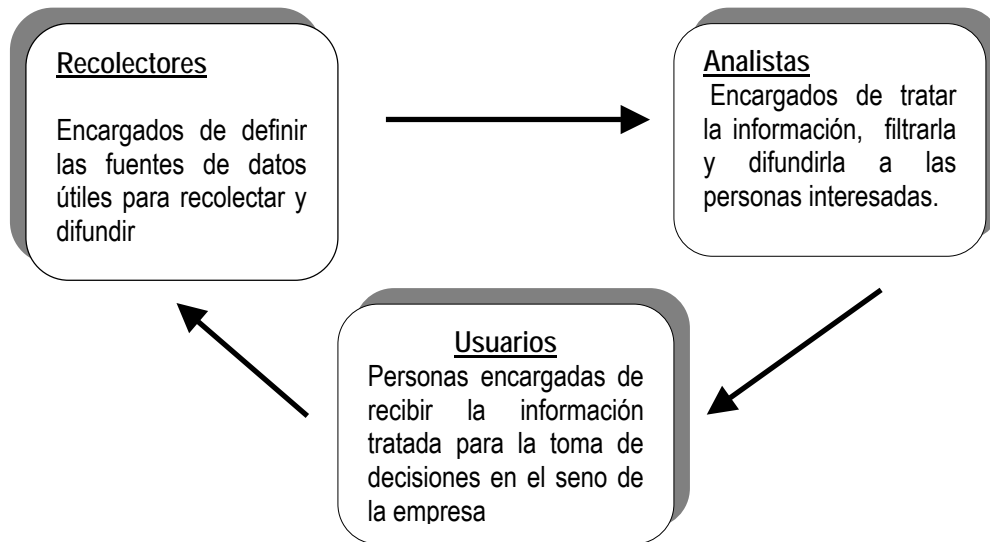 Recolectores
Encargados de definir
las fuentes de datos
útiles para recolectar y
difundir
Analistas
Encargados de tratar
la información, filtrarla
y difundirla a las
personas interesadas.
Usuarios
Personas encargadas de
recibir la información
tratada para la toma de
decisiones en el seno de
la empresa